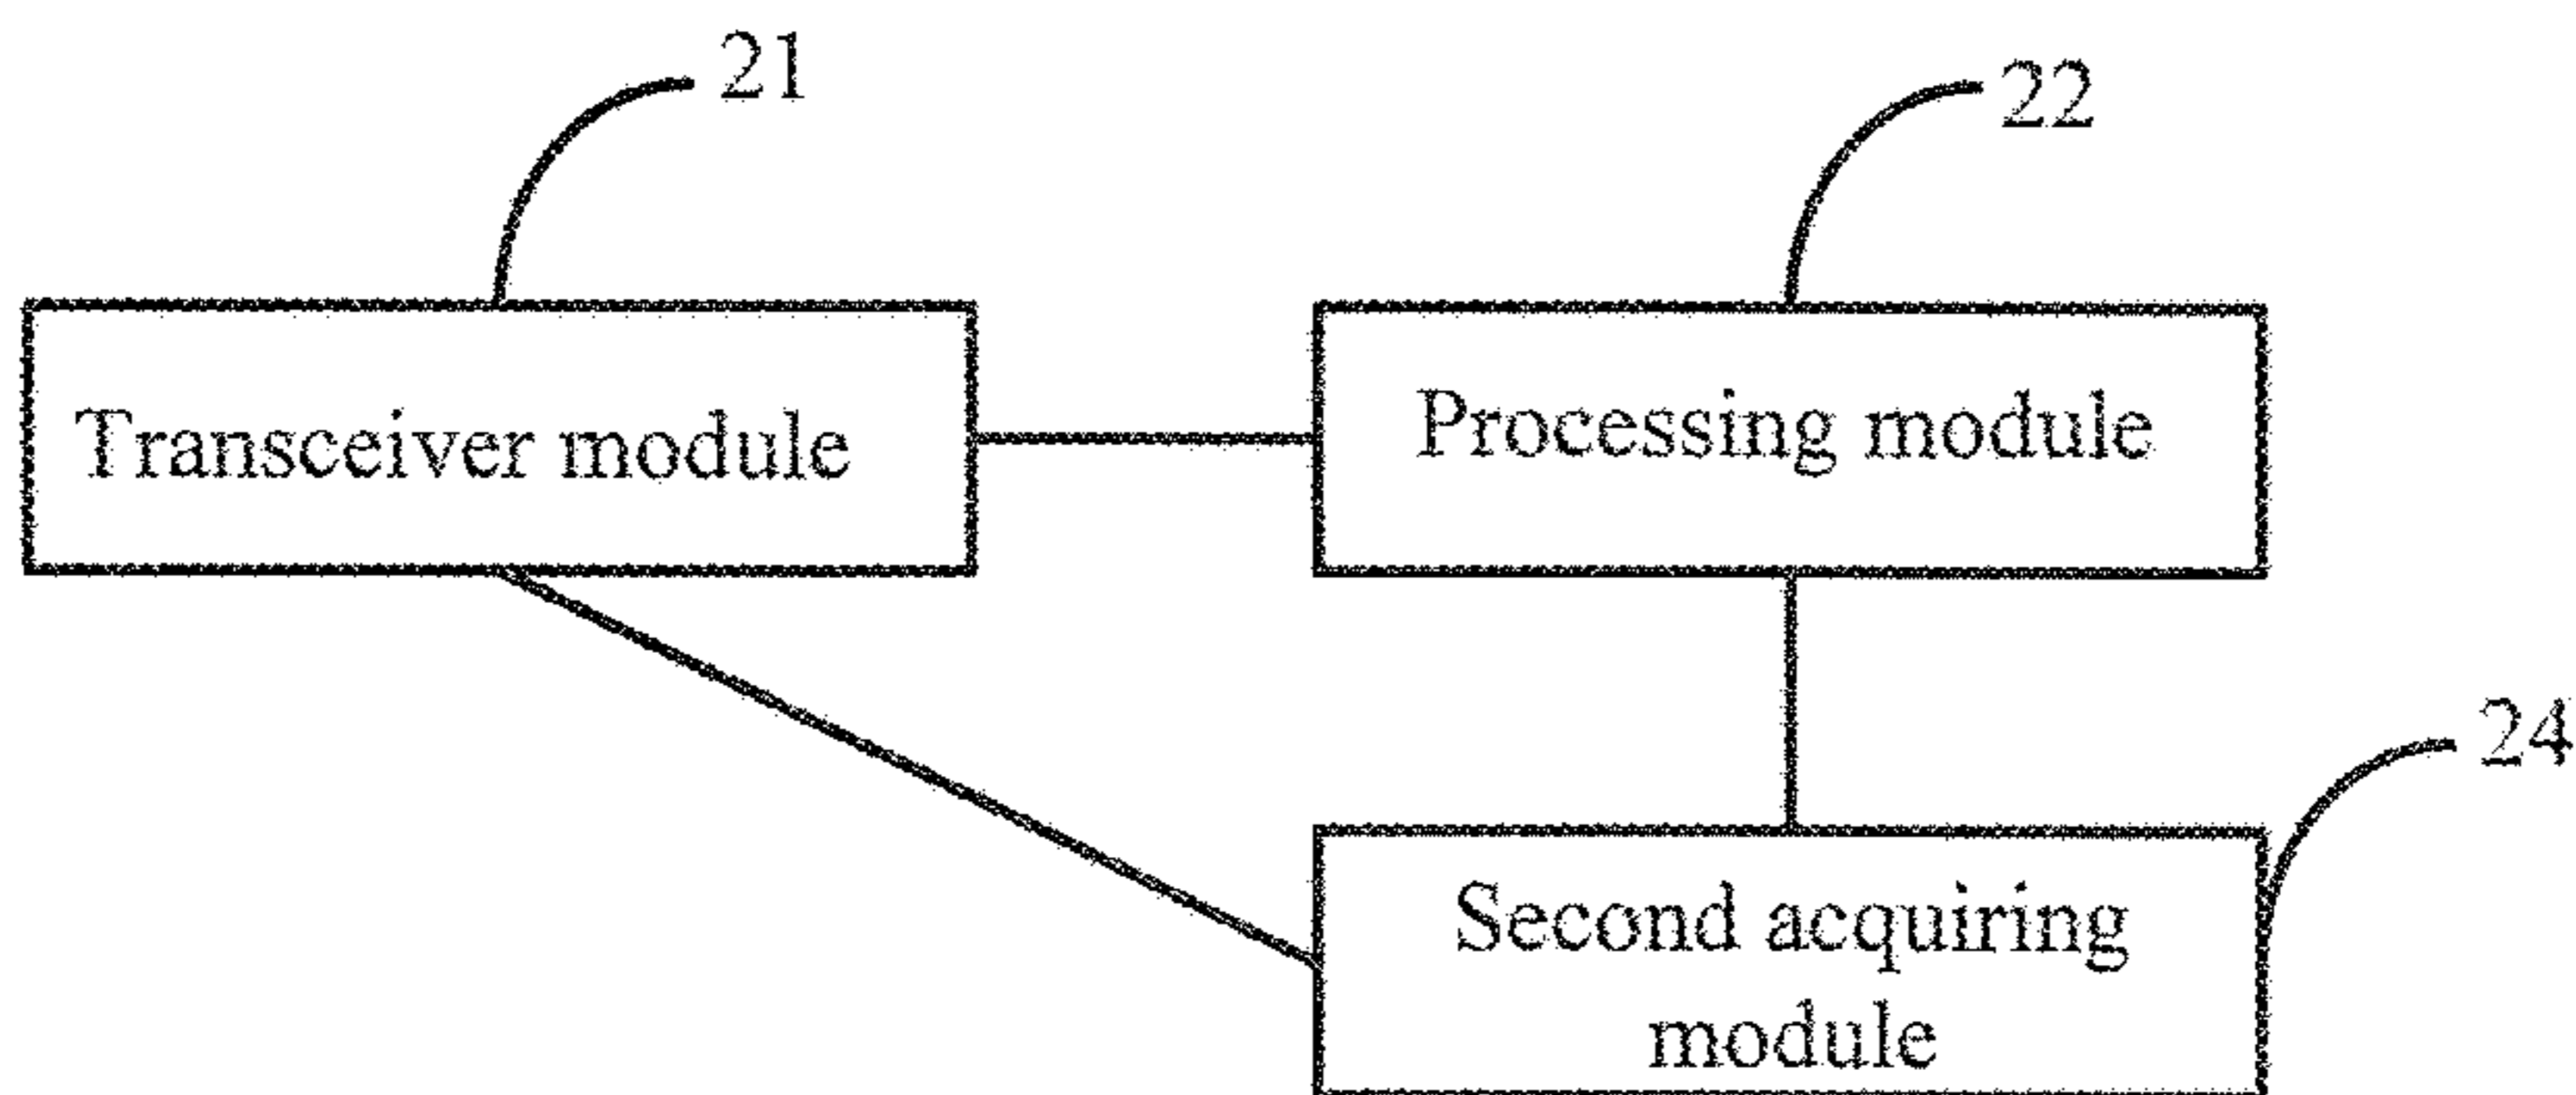 21
22
Transceiver module
Processing module
24
Second acquiring
module